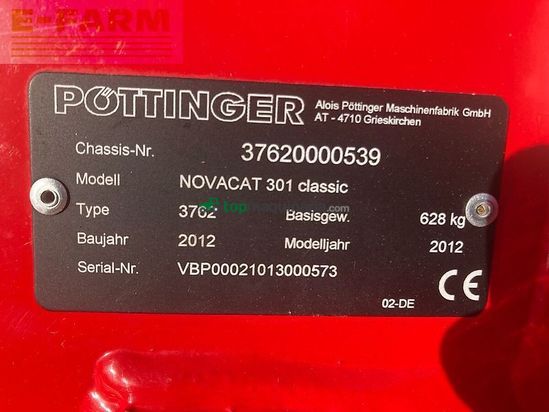 E-FARM
PÖTTINGER
Alois Pöttinger Maschinenfabrik GmbH
AT - 4710 Grieskirchen
Chassis-Nr. 37620000539
Modell NOVACAT 301 classic
Type 3762 Basisgew. 628 kg
Baujahr 2012 Modelljahr 2012
Serial-Nr. VBP00021013000573
CE
02-DE